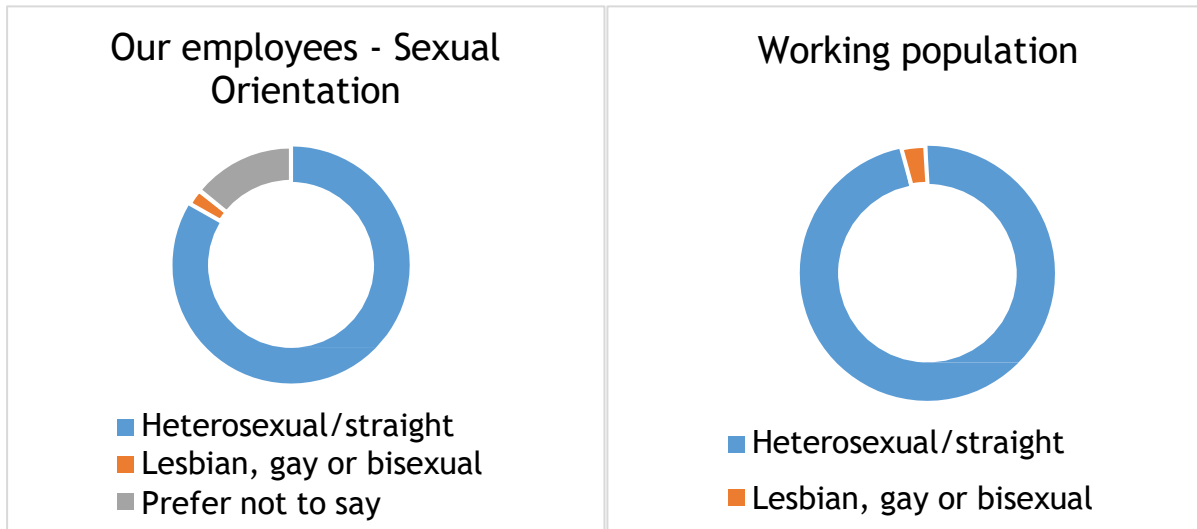 Our employees - Sexual
Orientation
Heterosexual/straight
Lesbian, gay or bisexual
Prefer not to say
Working population
Heterosexual/straight
Lesbian, gay or bisexual